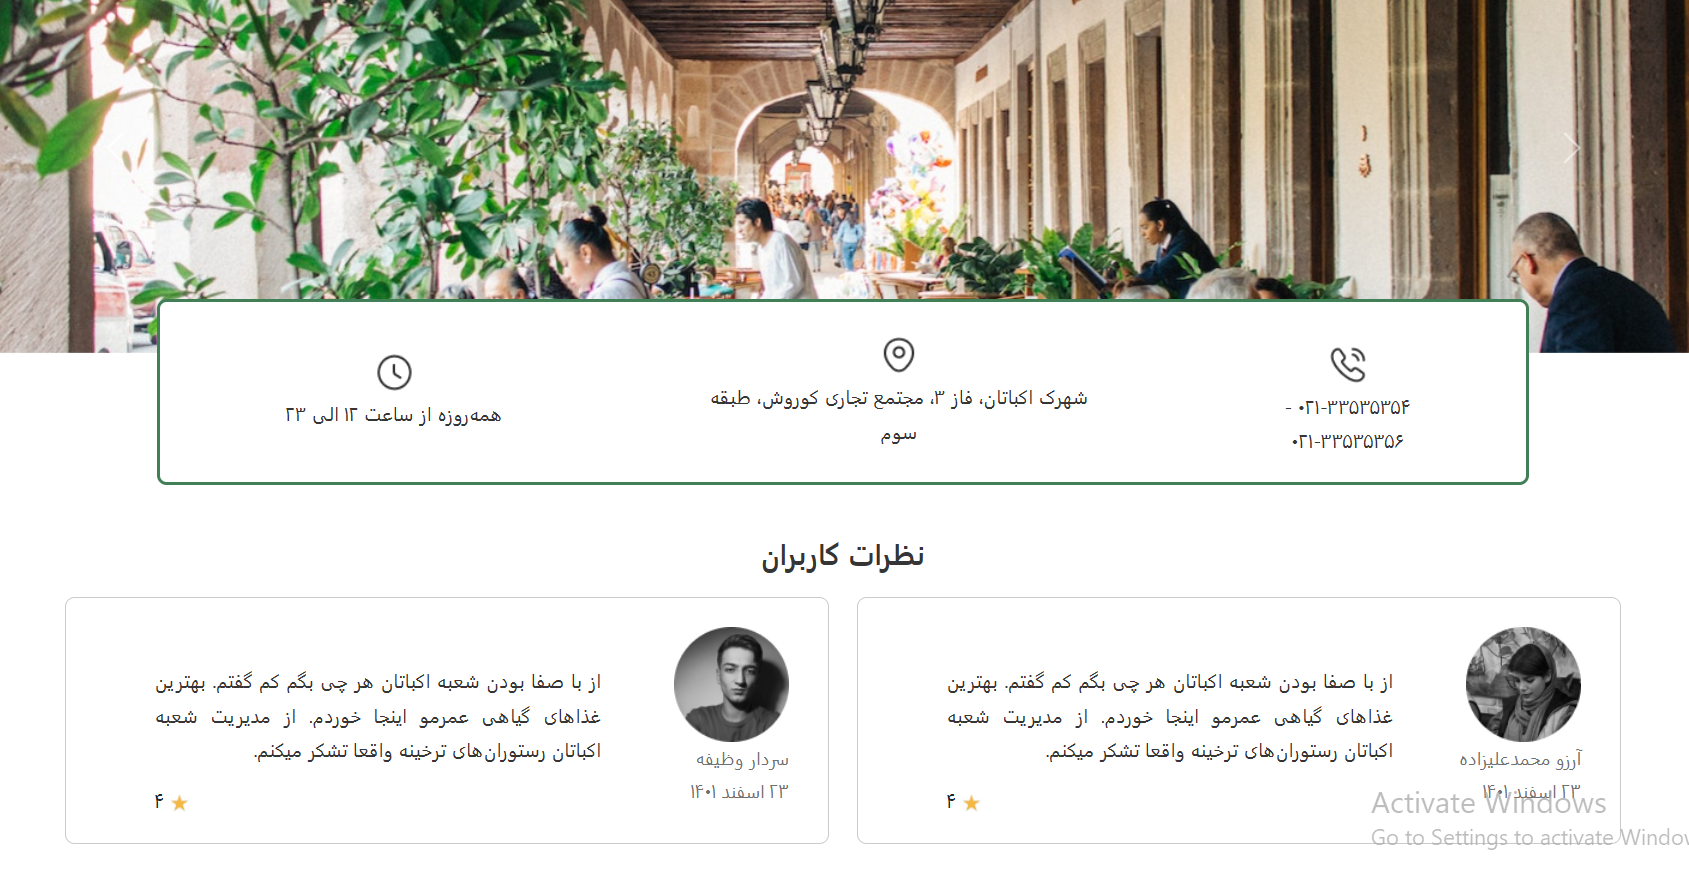 ۰۲۱-۳۳۵۳۵۳۵۴ -
۰۲۱-۳۳۵۳۵۳۵۶
شهرک اکباتان، فاز ۳، مجتمع تجاری کوروش، طبقه
سوم
همه‌روزه از ساعت ۱۲ الی ۲۳
نظرات کاربران
از با صفا بودن شعبه اکباتان هر چی بگم کم گفتم. بهترین
غذاهای گیاهی عمرمو اینجا خوردم. از مدیریت شعبه
اکباتان رستوران‌های ترخینه واقعا تشکر میکنم.
آرزو محمدعلیزاده
۲۳ اسفند ۱۴۰۱
۴
از با صفا بودن شعبه اکباتان هر چی بگم کم گفتم. بهترین
غذاهای گیاهی عمرمو اینجا خوردم. از مدیریت شعبه
اکباتان رستوران‌های ترخینه واقعا تشکر میکنم.
سردار وظیفه
۲۳ اسفند ۱۴۰۱
۴
Activate Windows
Go to Settings to activate Windov